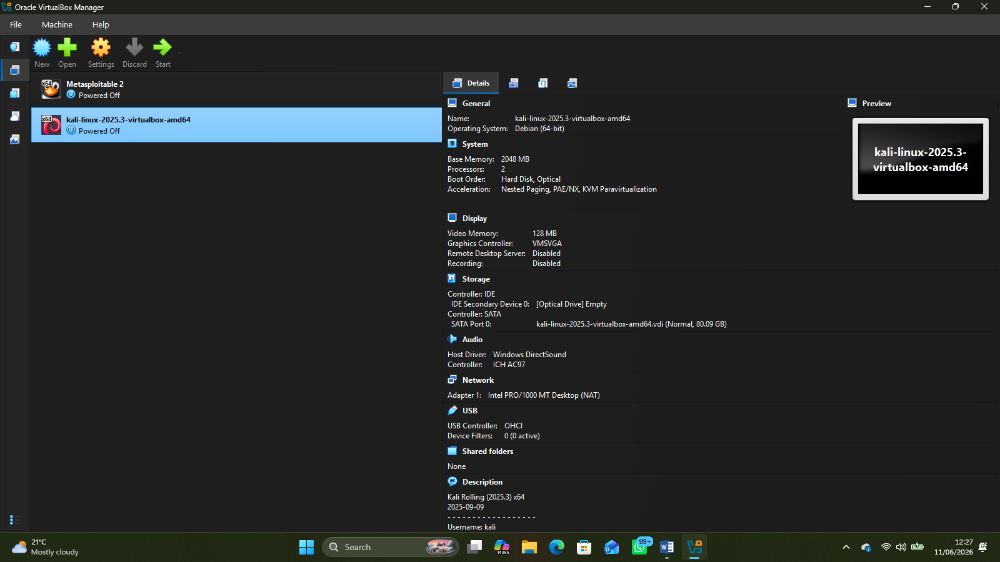 Oracle VirtualBox Manager
File Machine Help
New Open Settings Discard Start
x64 Metasploitable 2
Powered Off
x64 kali-linux-2025.3-virtualbox-amd64
Powered Off
Details
General
Name: kali-linux-2025.3-virtualbox-amd64
Operating System: Debian (64-bit)
System
Base Memory: 2048 MB
Processors: 2
Boot Order: Hard Disk, Optical
Acceleration: Nested Paging, PAE/NX, KVM Paravirtualization
Preview
kali-linux-2025.3-
virtualbox-amd64
Display
Video Memory: 128 MB
Graphics Controller: VMSVGA
Remote Desktop Server: Disabled
Recording: Disabled
Storage
Controller: IDE
IDE Secondary Device 0: [Optical Drive] Empty
Controller: SATA
SATA Port 0: kali-linux-2025.3-virtualbox-amd64.vdi (Normal, 80.09 GB)
Audio
Host Driver: Windows DirectSound
Controller: ICH AC97
Network
Adapter 1: Intel PRO/1000 MT Desktop (NAT)
USB
USB Controller: OHCI
Device Filters: 0 (0 active)
Shared folders
None
Description
Kali Rolling (2025.3) x64
2025-09-09
- - - - - - - - - - - - - - - - - -
Username: kali
21°C
Mostly cloudy
Search
M365
99+
12:27
11/06/2026